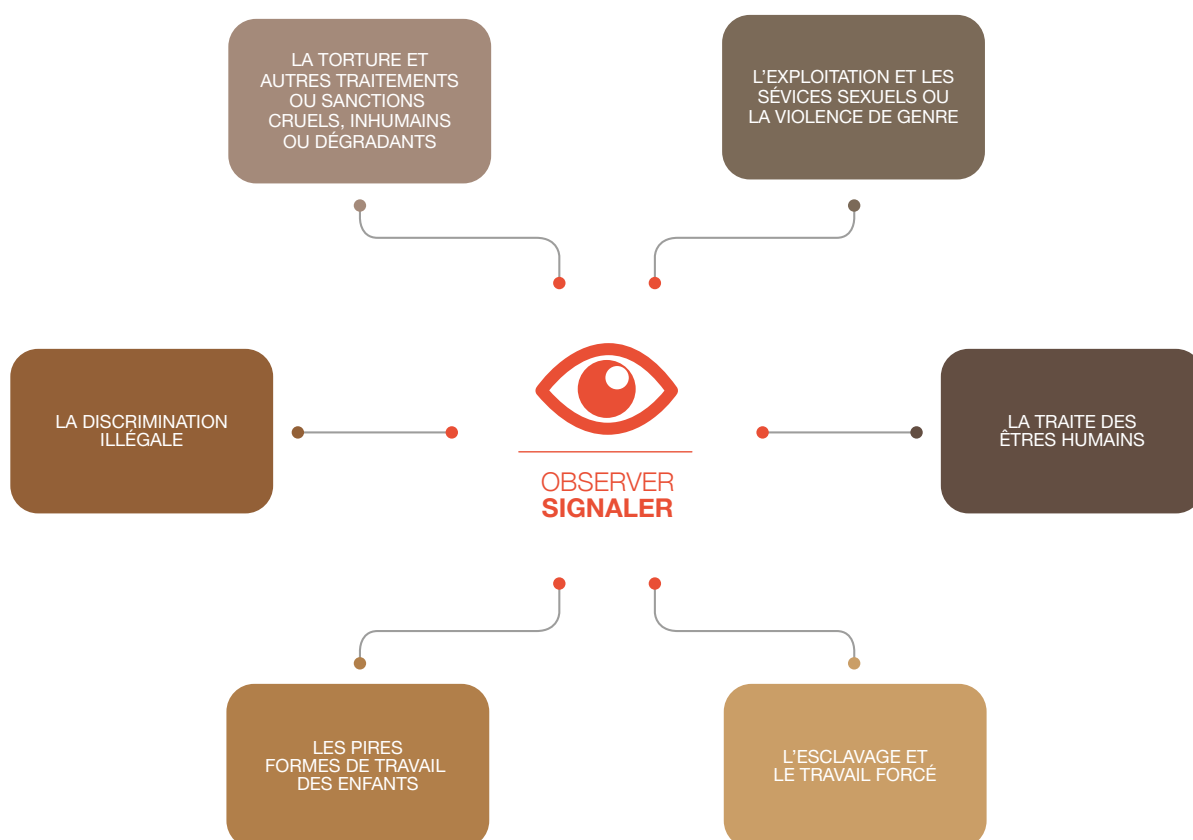 LA TORTURE ET
AUTRES TRAITEMENTS
OU SANCTIONS
CRUELS, INHUMAINS
OU DÉGRADANTS
L'EXPLOITATION ET LES
SÉVICES SEXUELS OU
LA VIOLENCE DE GENRE
LA DISCRIMINATION
ILLÉGALE
OBSERVER
SIGNALER
LA TRAITE DES
ÊTRES HUMAINS
LES PIRES
FORMES DE TRAVAIL
DES ENFANTS
L'ESCLAVAGE ET
LE TRAVAIL FORCÉ